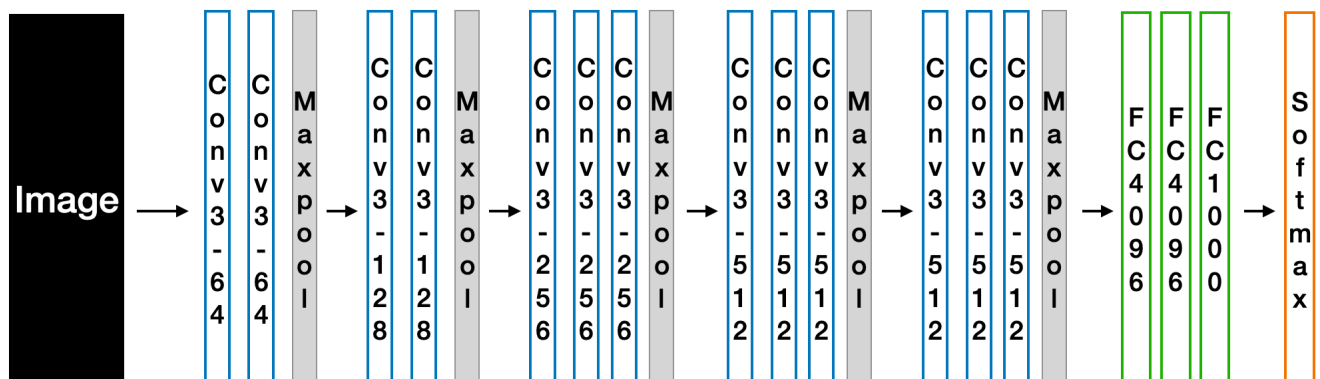 Image
Conv3-64
Conv3-64
Maxpool
Conv3-128
Conv3-128
Maxpool
Conv3-256
Conv3-256
Conv3-256
Maxpool
Conv3-512
Conv3-512
Conv3-512
Maxpool
Conv3-512
Conv3-512
Conv3-512
Maxpool
FC4096
FC4096
FC1000
Softmax